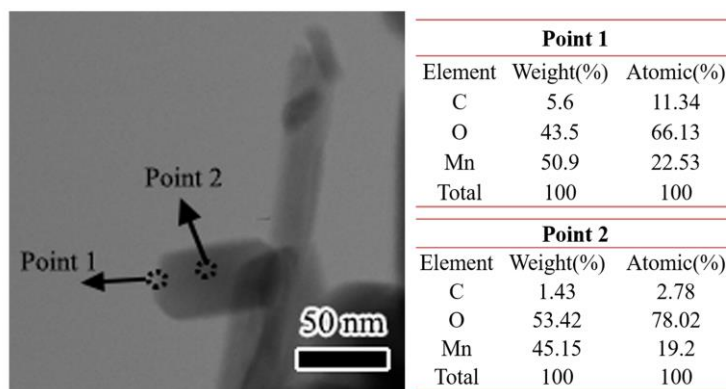 Point 2
Point 1
50 nm
Point 1
Element Weight(%) Atomic(%)
C 5.6 11.34
O 43.5 66.13
Mn 50.9 22.53
Total 100 100
Point 2
Element Weight(%) Atomic(%)
C 1.43 2.78
O 53.42 78.02
Mn 45.15 19.2
Total 100 100